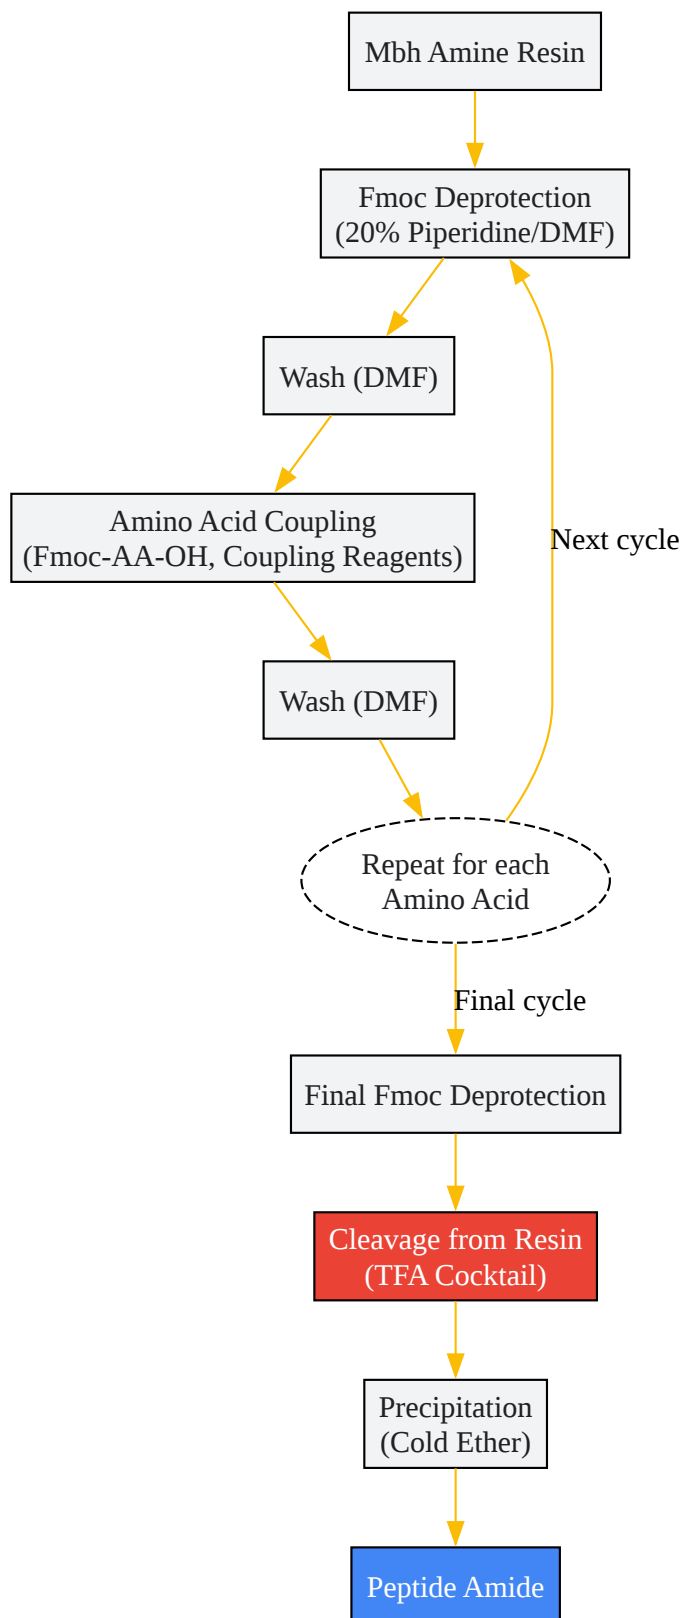 Mbh Amine Resin
Fmoc Deprotection
(20% Piperidine/DMF)
Wash (DMF)
Amino Acid Coupling
(Fmoc-AA-OH, Coupling Reagents)
Next cycle
Wash (DMF)
Repeat for each
Amino Acid
Final cycle
Final Fmoc Deprotection
Cleavage from Resin
(TFA Cocktail)
Precipitation
(Cold Ether)
Peptide Amide